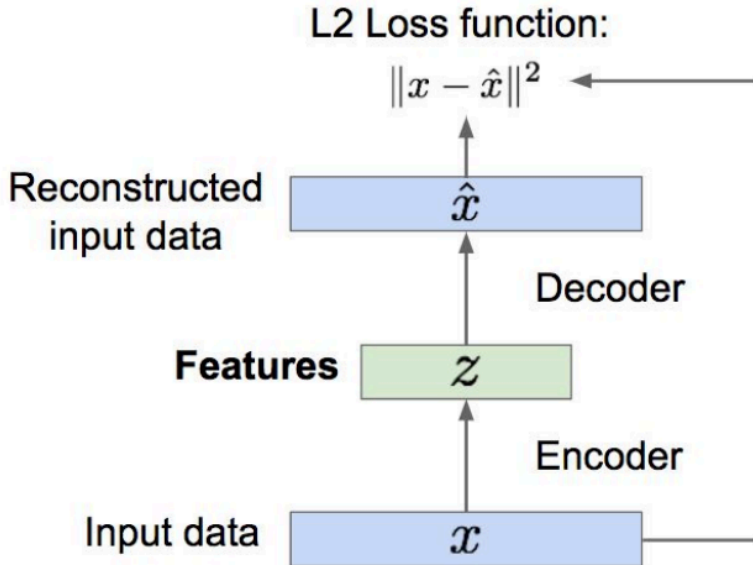 L2 Loss function:
‖x − x̂‖²
Reconstructed
input data
x̂
Decoder
Features
z
Encoder
Input data
x